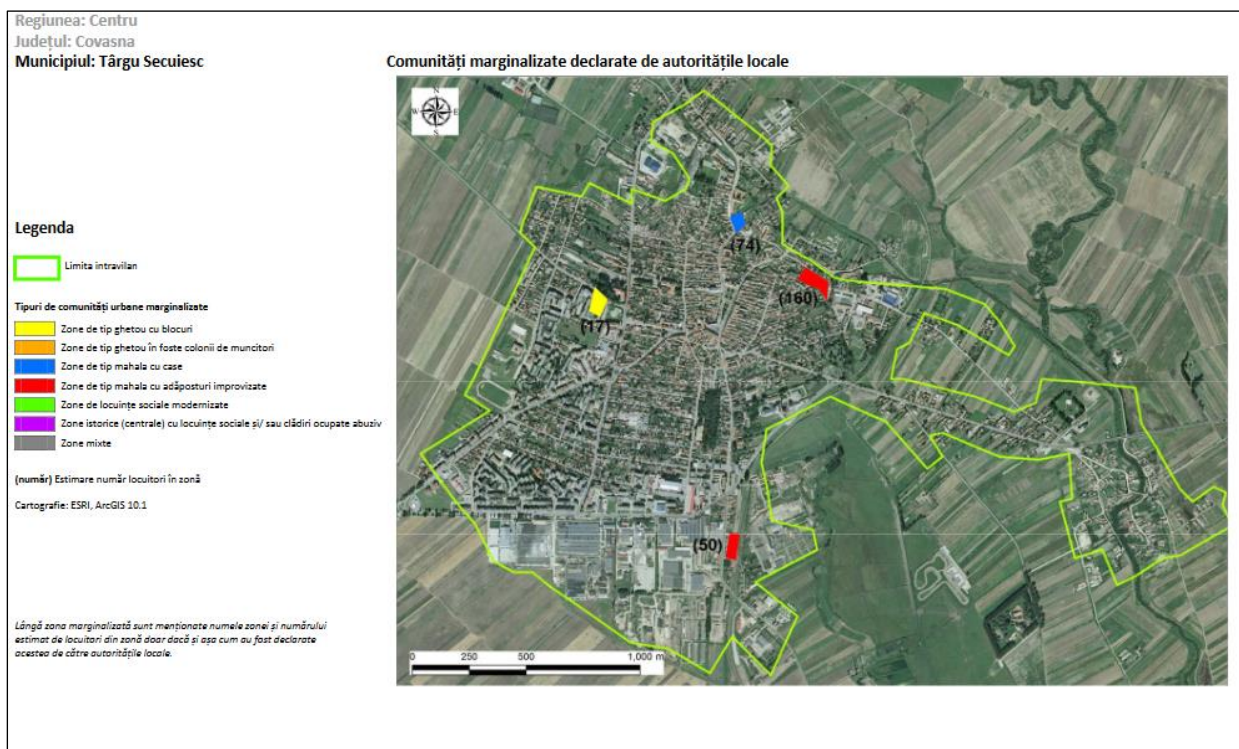 Regiunea: Centru
Județul: Covasna
Municipiul: Târgu Secuiesc
Comunități marginalizate declarate de autoritățile locale
N
W
E
S
(74)
(160)
(17)
(50)
0 250 500 1,000 m
Legenda
Limita intravilan
Tipuri de comunități urbane marginalizate
Zone de tip ghetou cu blocuri
Zone de tip ghetou în foste colonii de muncitori
Zone de tip mahala cu case
Zone de tip mahala cu adăposturi improvizate
Zone de locuințe sociale modernizate
Zone istorice (centrale) cu locuințe sociale și/ sau clădiri ocupate abuziv
Zone mixte
(număr) Estimare număr locuitori în zonă
Cartografie: ESRI, ArcGIS 10.1
Lângă zona marginalizată sunt menționate numele zonei și numărului
estimat de locuitori din zonă doar dacă și așa cum au fost declarate
acestea de către autoritățile locale.